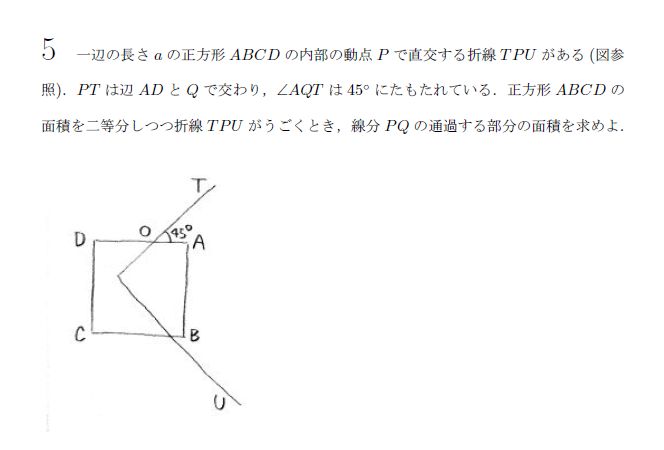 5 一辺の長さ a の正方形 ABCD の内部の動点 P で直交する折線 TPU がある (図参
照). PT は辺 AD と Q で交わり, ∠AQT は 45° にたもたれている. 正方形 ABCD の
面積を二等分しつつ折線 TPU がうごくとき, 線分 PQ の通過する部分の面積を求めよ.
T
D O 45° A
C B
U